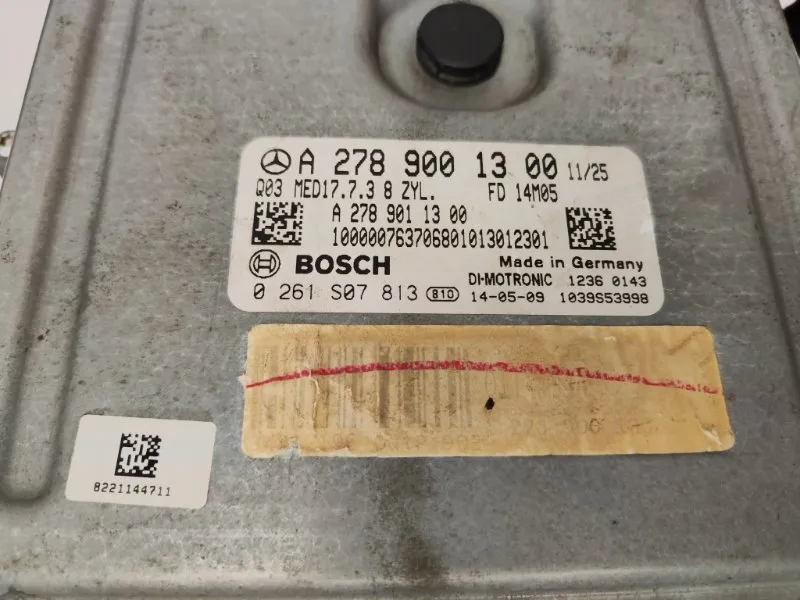 A 278 900 13 00 11/25
Q03 MED17.7.3 8 ZYL. FD 14M05
A 278 901 13 00
100000763706801013012301
BOSCH Made in Germany
DI-MOTRONIC 1236 0143
0 261 S07 813 810 14-05-09 1039S53998
8221144711